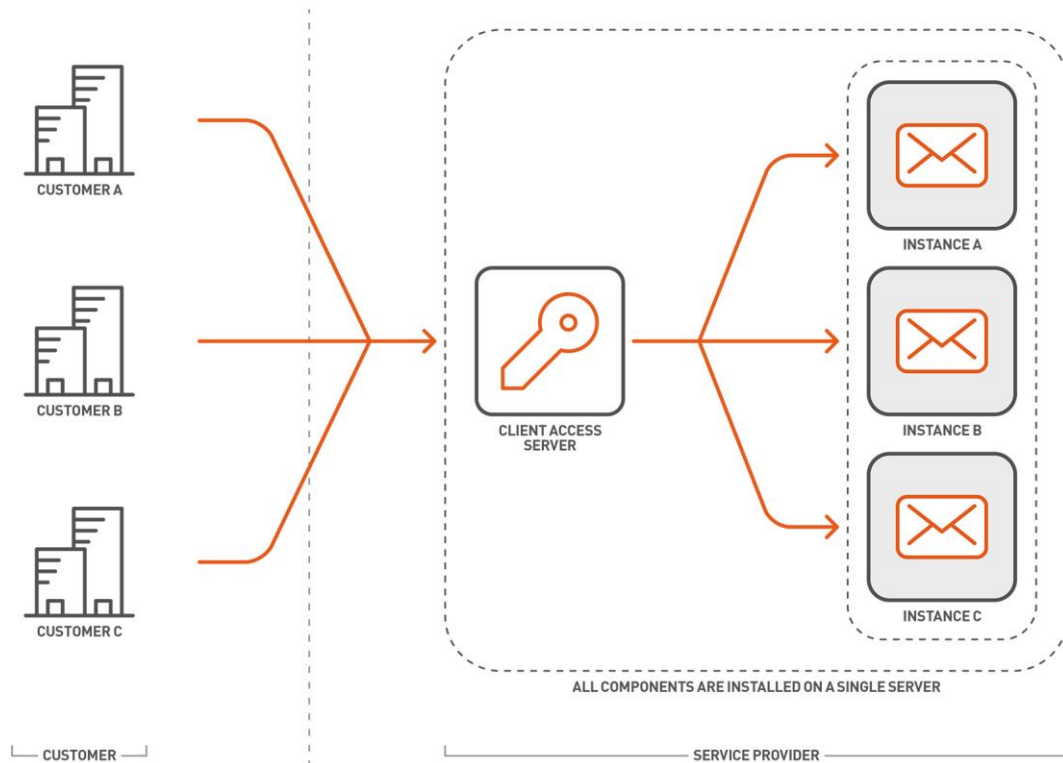 CUSTOMER A
CUSTOMER B
CUSTOMER C
CLIENT ACCESS
SERVER
INSTANCE A
INSTANCE B
INSTANCE C
ALL COMPONENTS ARE INSTALLED ON A SINGLE SERVER
CUSTOMER
SERVICE PROVIDER